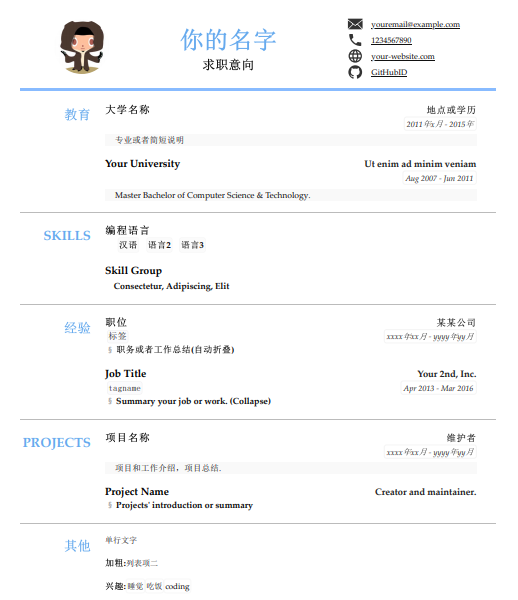 你的名字
求职意向
youremail@example.com
1234567890
your-website.com
GitHubID
教育
大学名称 地点或学历
2011年x月 - 2015年
专业或者简短说明
Your University Ut enim ad minim veniam
Aug 2007 - Jun 2011
Master Bachelor of Computer Science & Technology.
SKILLS
编程语言
汉语 语言2 语言3
Skill Group
Consectetur, Adipiscing, Elit
经验
职位 某某公司
标签 xxxx年xx月 - yyyy年yy月
§ 职务或者工作总结(自动折叠)
Job Title Your 2nd, Inc.
tagname Apr 2013 - Mar 2016
§ Summary your job or work. (Collapse)
PROJECTS
项目名称 维护者
xxxx年xx月 - yyyy年yy月
项目和工作介绍，项目总结.
Project Name Creator and maintainer.
§ Projects' introduction or summary
其他
单行文字
加粗:列表项二
兴趣:睡觉 吃饭 coding